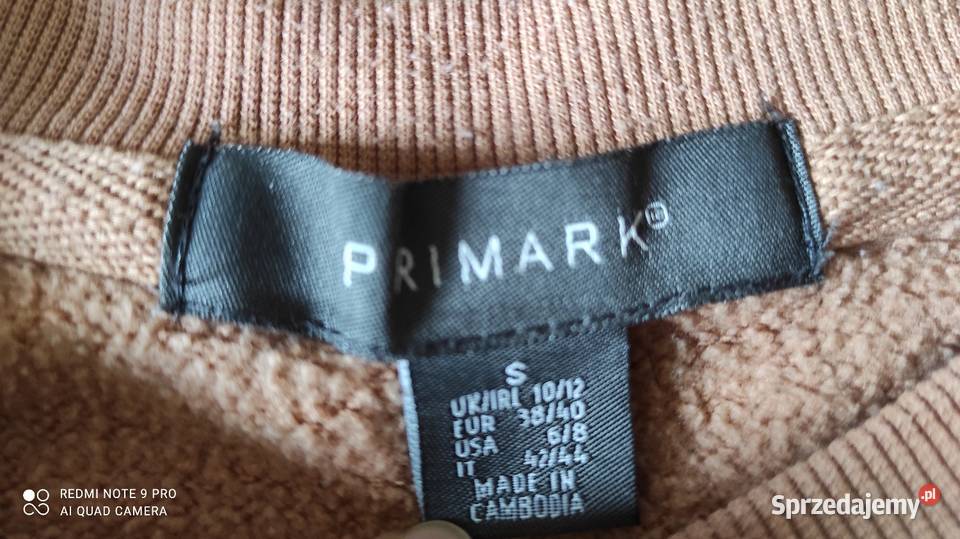 PRIMARK®
S
UK/IRL 10/12
EUR 38/40
USA 6/8
IT 42/44
MADE IN
CAMBODIA
REDMI NOTE 9 PRO
AI QUAD CAMERA
Sprzedajemy.pl